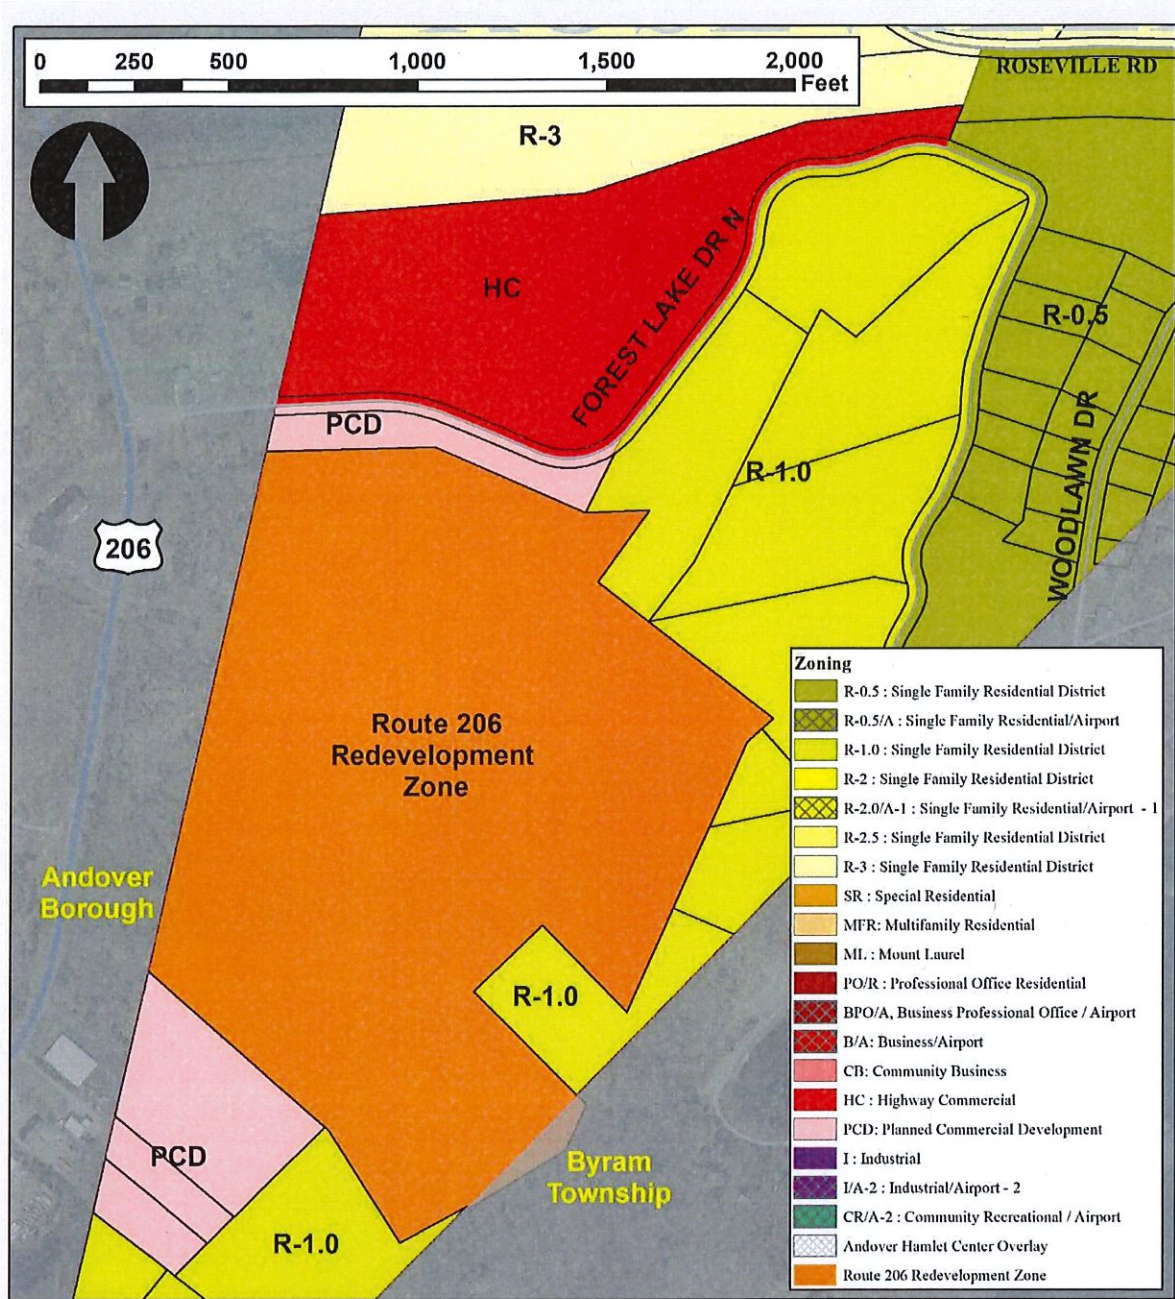 0 250 500 1,000 1,500 2,000
Feet
ROSEVILLE RD
R-3
HC
FOREST LAKE DR N
R-0.5
PCD
R-1.0
WOODLAWN DR
206
Route 206
Redevelopment
Zone
Andover
Borough
R-1.0
PCD
Byram
Township
R-1.0
Zoning
R-0.5 : Single Family Residential District
R-0.5/A : Single Family Residential/Airport
R-1.0 : Single Family Residential District
R-2 : Single Family Residential District
R-2.0/A-1 : Single Family Residential/Airport - 1
R-2.5 : Single Family Residential District
R-3 : Single Family Residential District
SR : Special Residential
MFR: Multifamily Residential
ML : Mount Laurel
PO/R : Professional Office Residential
BPO/A, Business Professional Office / Airport
B/A: Business/Airport
CB: Community Business
HC : Highway Commercial
PCD: Planned Commercial Development
I : Industrial
I/A-2 : Industrial/Airport - 2
CR/A-2 : Community Recreational / Airport
Andover Hamlet Center Overlay
Route 206 Redevelopment Zone